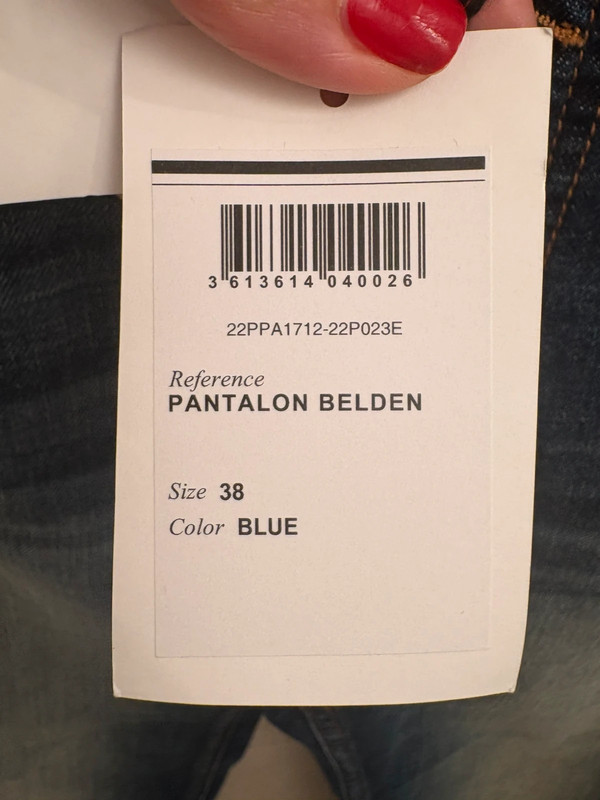 3 613614 040026
22PPA1712-22P023E
Reference
PANTALON BELDEN
Size 38
Color BLUE